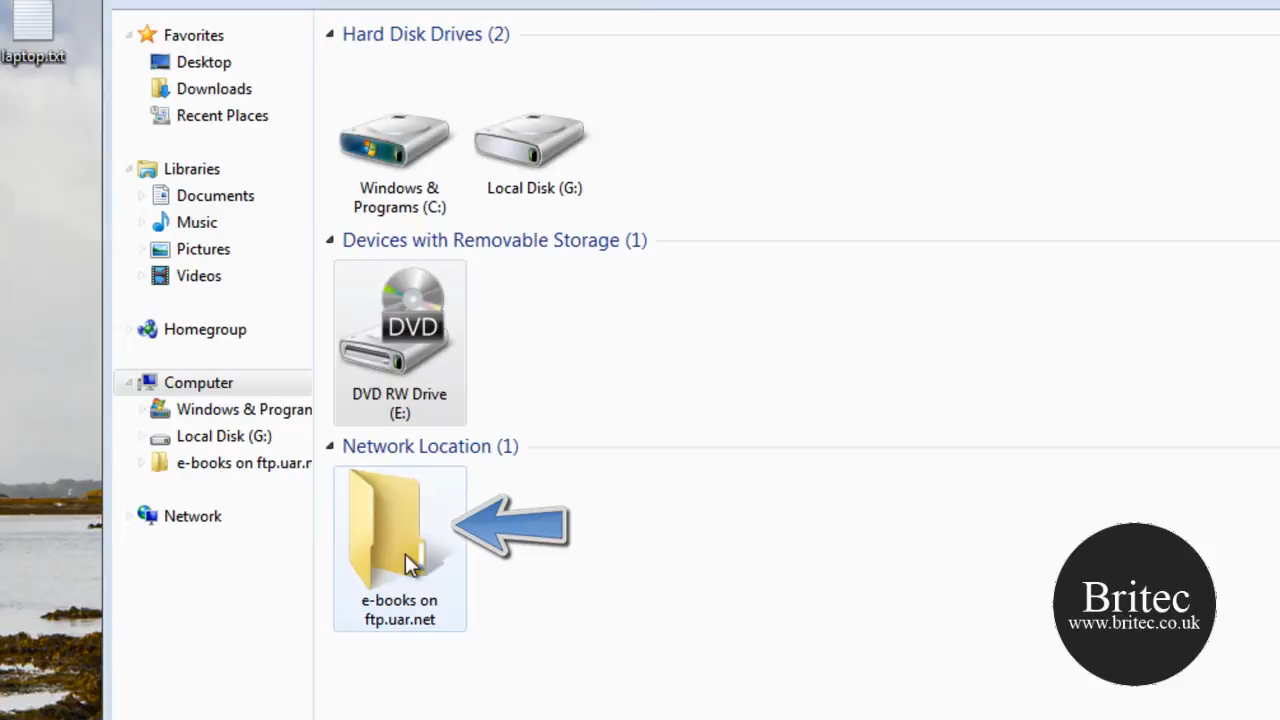 laptop.txt
Favorites
Desktop
Downloads
Recent Places
Libraries
Documents
Music
Pictures
Videos
Homegroup
Computer
Windows & Program
Local Disk (G:)
e-books on ftp.uar.n
Network
Hard Disk Drives (2)
Windows &
Programs (C:)
Local Disk (G:)
Devices with Removable Storage (1)
DVD
DVD RW Drive
(E:)
Network Location (1)
e-books on
ftp.uar.net
Britec
www.britec.co.uk